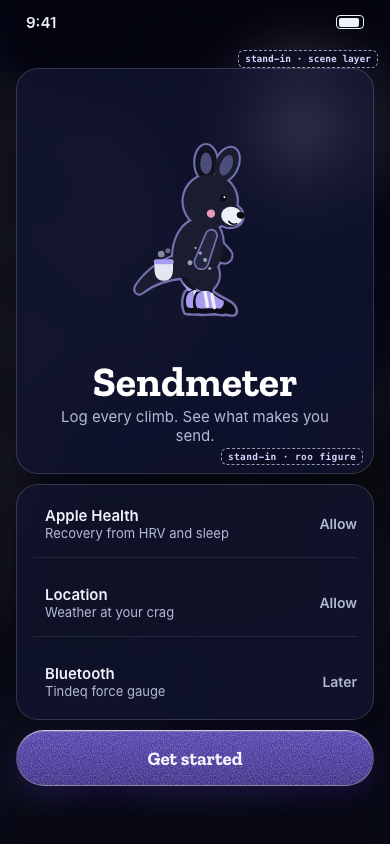 9:41
stand-in · scene layer
Sendmeter
Log every climb. See what makes you
send.
stand-in · roo figure
Apple Health
Recovery from HRV and sleep
Allow
Location
Weather at your crag
Allow
Bluetooth
Tindeq force gauge
Later
Get started